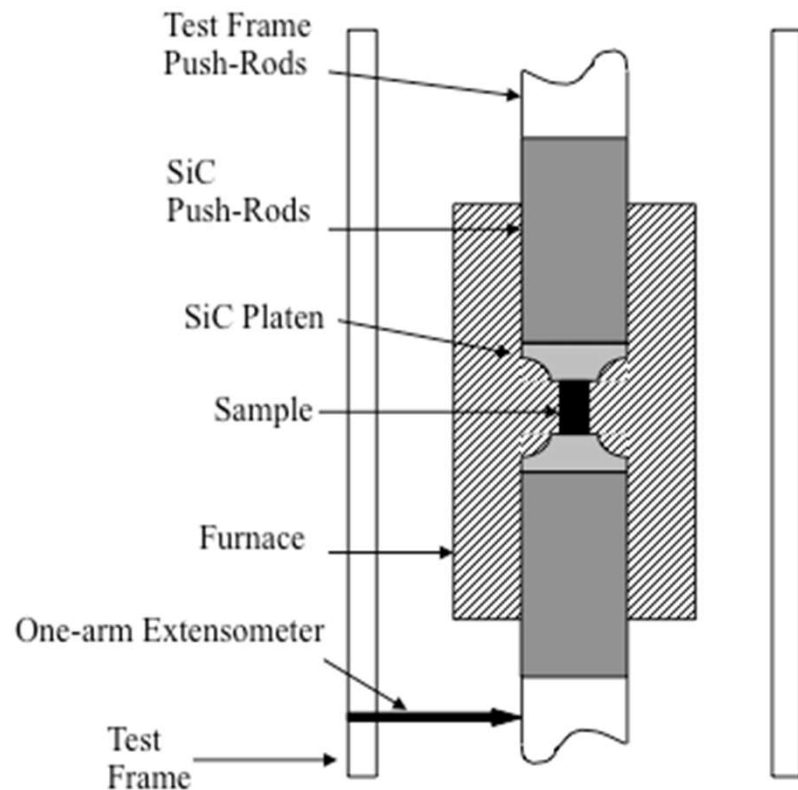 Test Frame
Push-Rods
SiC
Push-Rods
SiC Platen
Sample
Furnace
One-arm Extensometer
Test
Frame